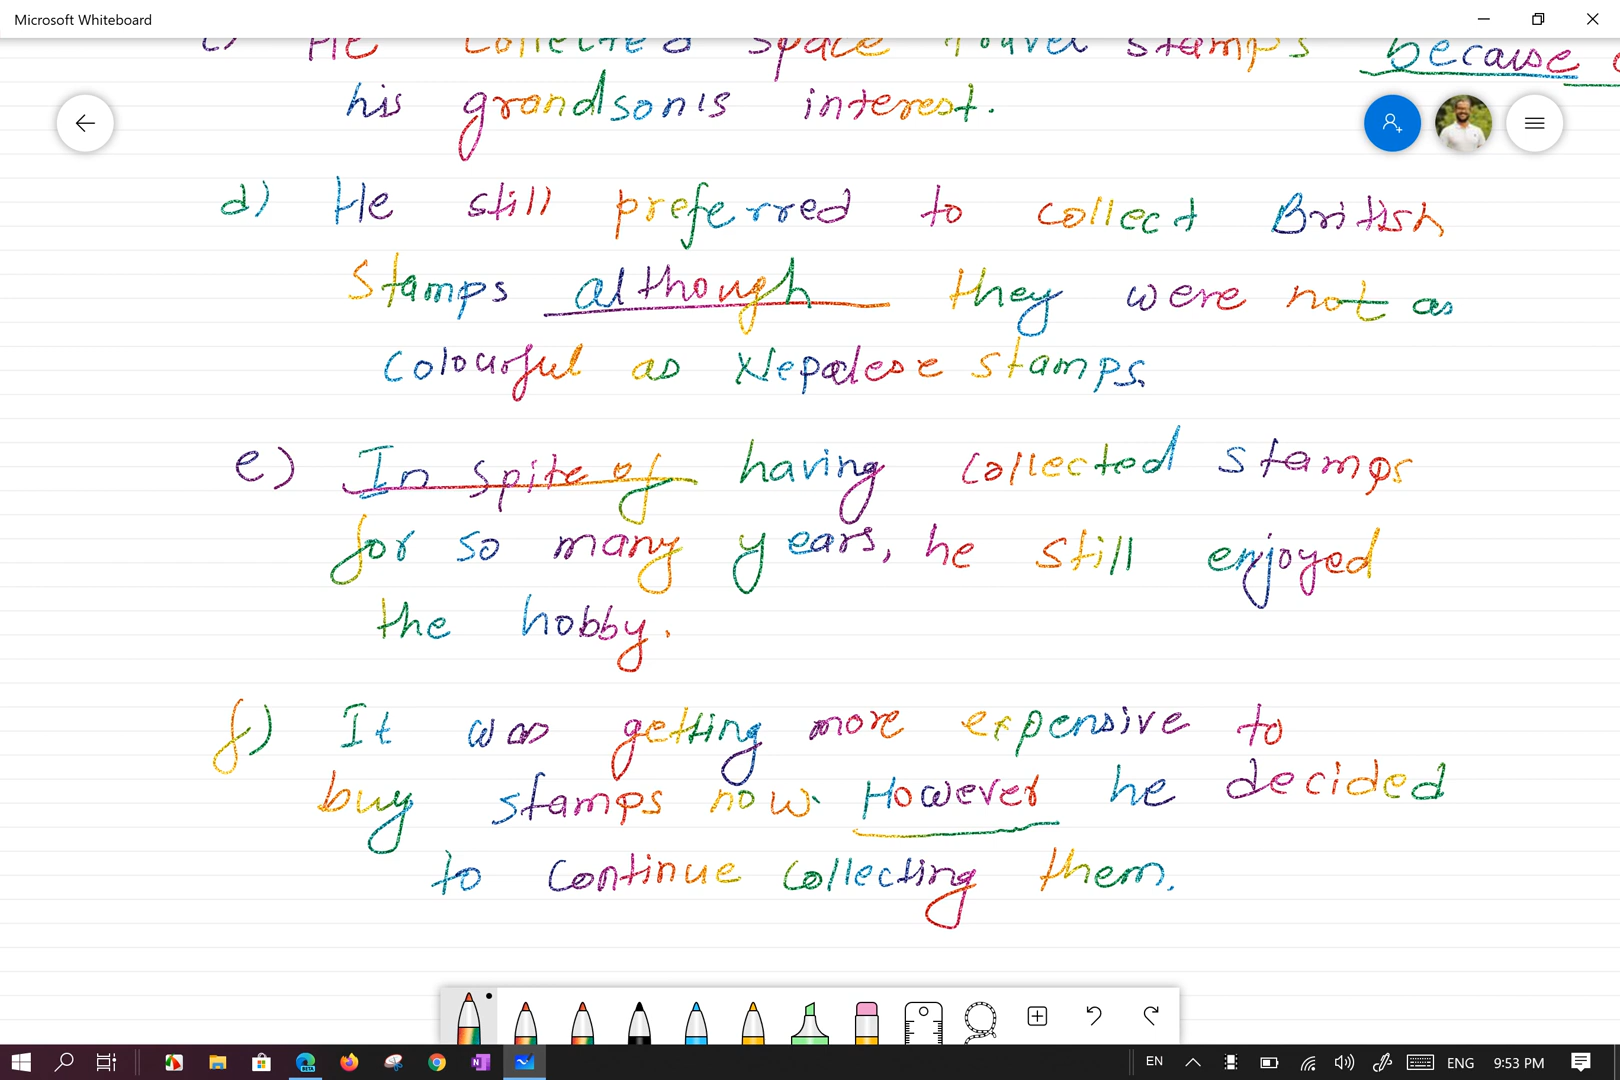 Microsoft Whiteboard
c) He collected space travel stamps because
his grandson's interest.
d) He still preferred to collect British
Stamps although they were not as
colourful as Nepalese stamps.
e) In spite of having collected stamps
for so many years, he still enjoyed
the hobby.
f) It was getting more expensive to
buy stamps now. However he decided
to continue collecting them.
EN
ENG
9:53 PM